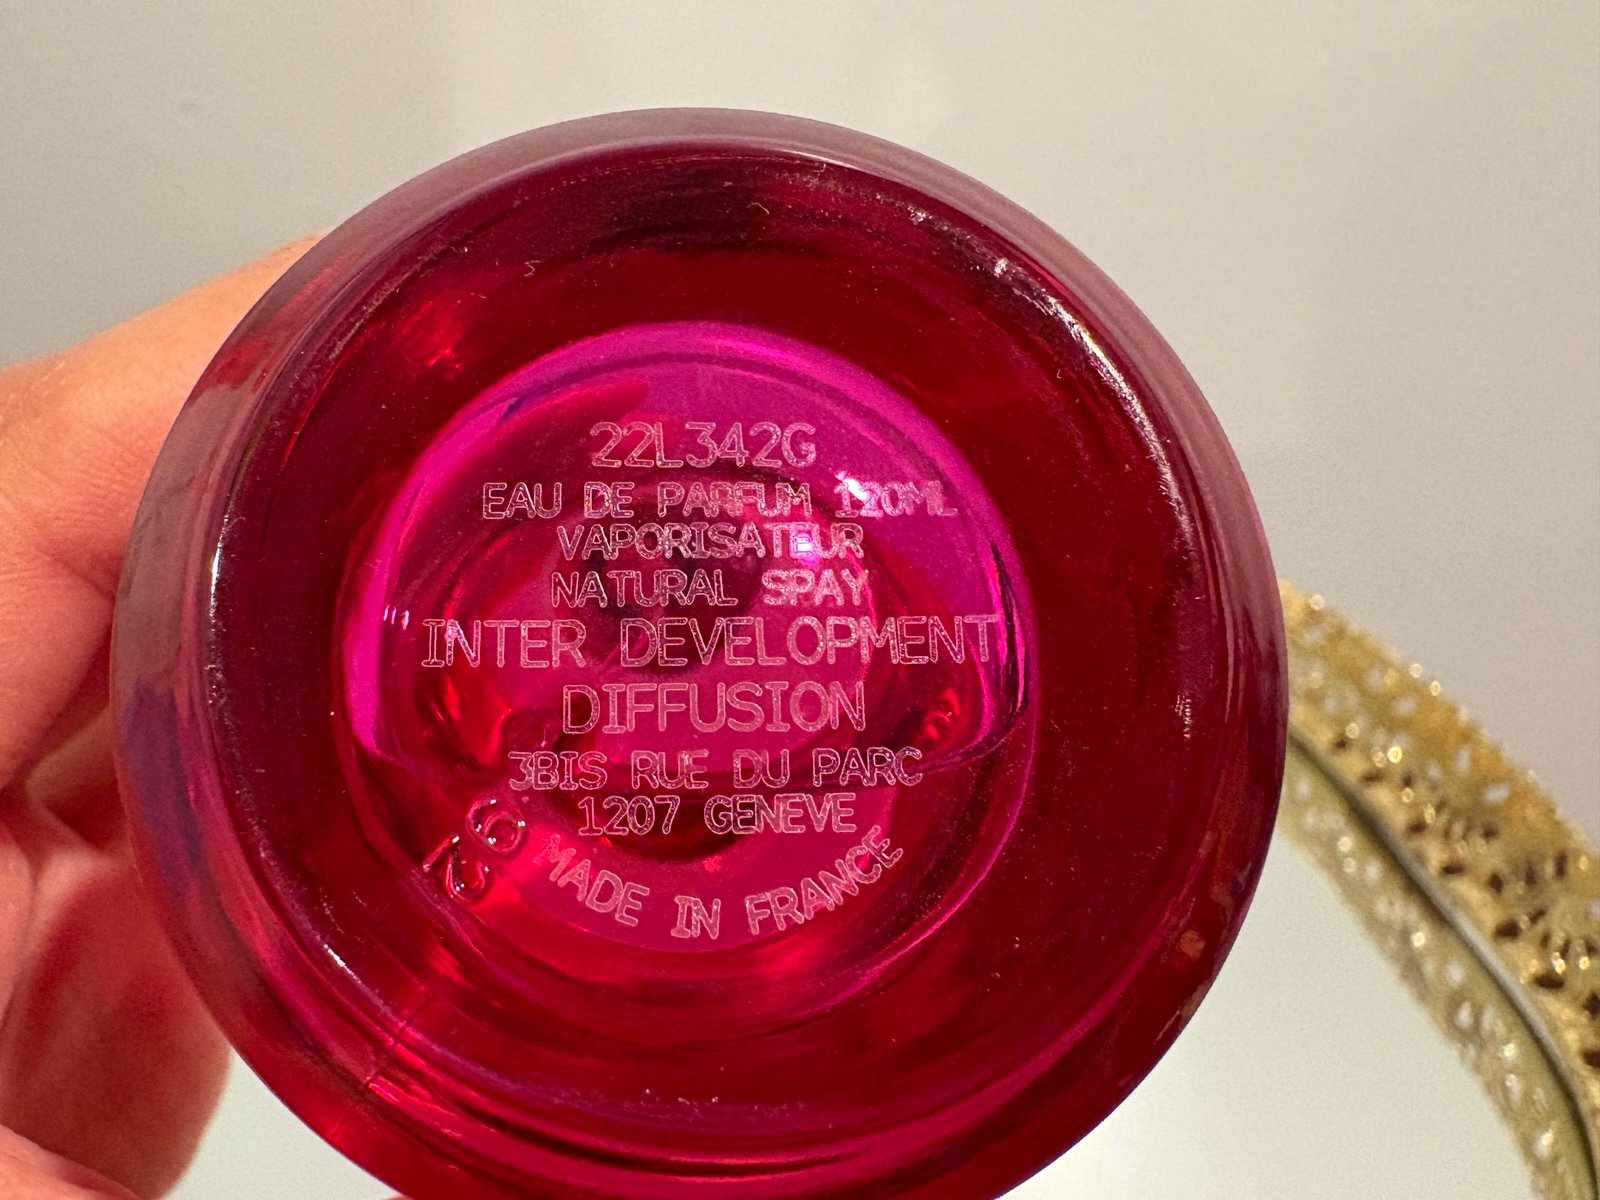 22L342G
EAU DE PARFUM 120ML
VAPORISATEUR
NATURAL SPRAY
INTER DEVELOPMENT
DIFFUSION
3BIS RUE DU PARC
1207 GENEVE
MADE IN FRANCE